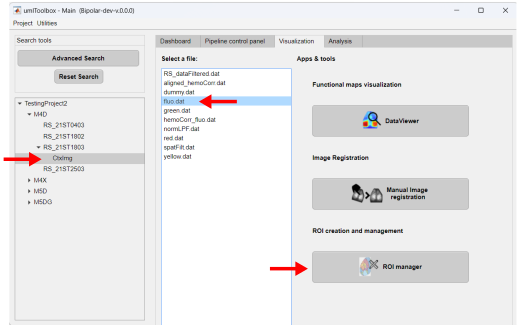 umIToolbox - Main (Bipolar-dev-v.0.0.0)
Project Utilities
Search tools
Advanced Search
Reset Search
TestingProject2
M4D
RS_21ST0403
RS_21ST1802
RS_21ST1803
CtxImg
RS_21ST2503
M4X
M5D
M5DG
Dashboard Pipeline control panel Visualization Analysis
Select a file:
RS_dataFiltered.dat
aligned_hemoCorr.dat
dummy.dat
fluo.dat
green.dat
hemoCorr_fluo.dat
normLPF.dat
red.dat
spatFilt.dat
yellow.dat
Apps & tools
Functional maps visualization
DataViewer
Image Registration
Manual Image
registration
ROI creation and management
ROI manager